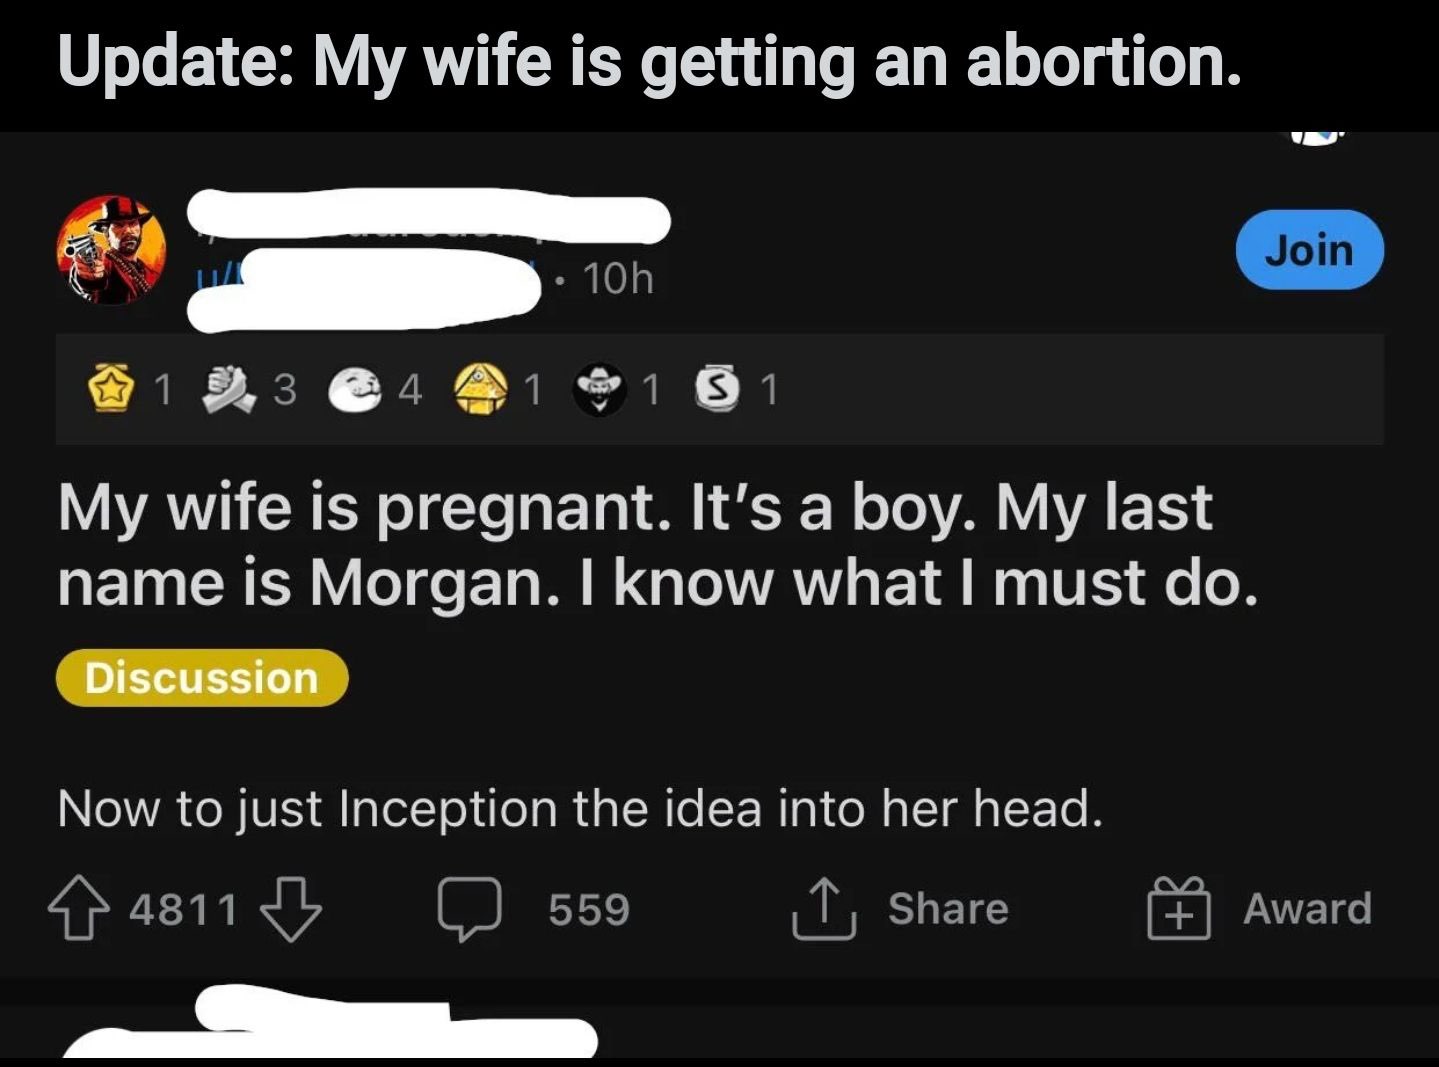 Update: My wife is getting an abortion.
u/
• 10h
Join
1 3 4 1 1 S 1
My wife is pregnant. It's a boy. My last
name is Morgan. I know what I must do.
Discussion
Now to just Inception the idea into her head.
4811 559 Share Award